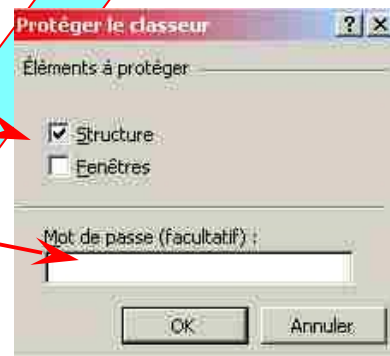 Protéger le classeur
Éléments à protéger
Structure
Fenêtres
Mot de passe (facultatif) :
OK
Annuler